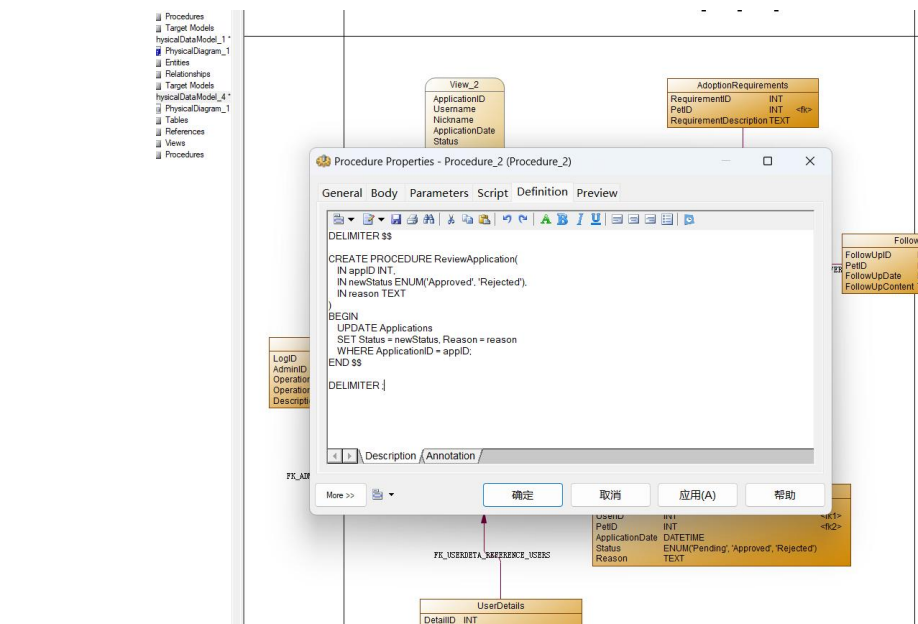 Procedures
Target Models
hysicalDataModel_1 *
PhysicalDiagram_1
Entities
Relationships
Target Models
hysicalDataModel_4 *
PhysicalDiagram_1
Tables
References
Views
Procedures
View_2
ApplicationID
Username
Nickname
ApplicationDate
Status
AdoptionRequirements
RequirementID INT
PetID INT <fk>
RequirementDescription TEXT
Procedure Properties - Procedure_2 (Procedure_2)
General Body Parameters Script Definition Preview
DELIMITER $$
CREATE PROCEDURE ReviewApplication(
IN appID INT,
IN newStatus ENUM('Approved', 'Rejected'),
IN reason TEXT
)
BEGIN
UPDATE Applications
SET Status = newStatus, Reason = reason
WHERE ApplicationID = appID;
END $$
DELIMITER ;
Description Annotation
More >>
确定 取消 应用(A) 帮助
Follow
FollowUpID
PetID
FollowUpDate
FollowUpContent
LogID
AdminID
Operation
Operation
Descripti
FK_AD
UserID INT <fk1>
PetID INT <fk2>
ApplicationDate DATETIME
Status ENUM('Pending', 'Approved', 'Rejected')
Reason TEXT
FK_USERDETA_REFERENCE_USERS
UserDetails
DetailID INT